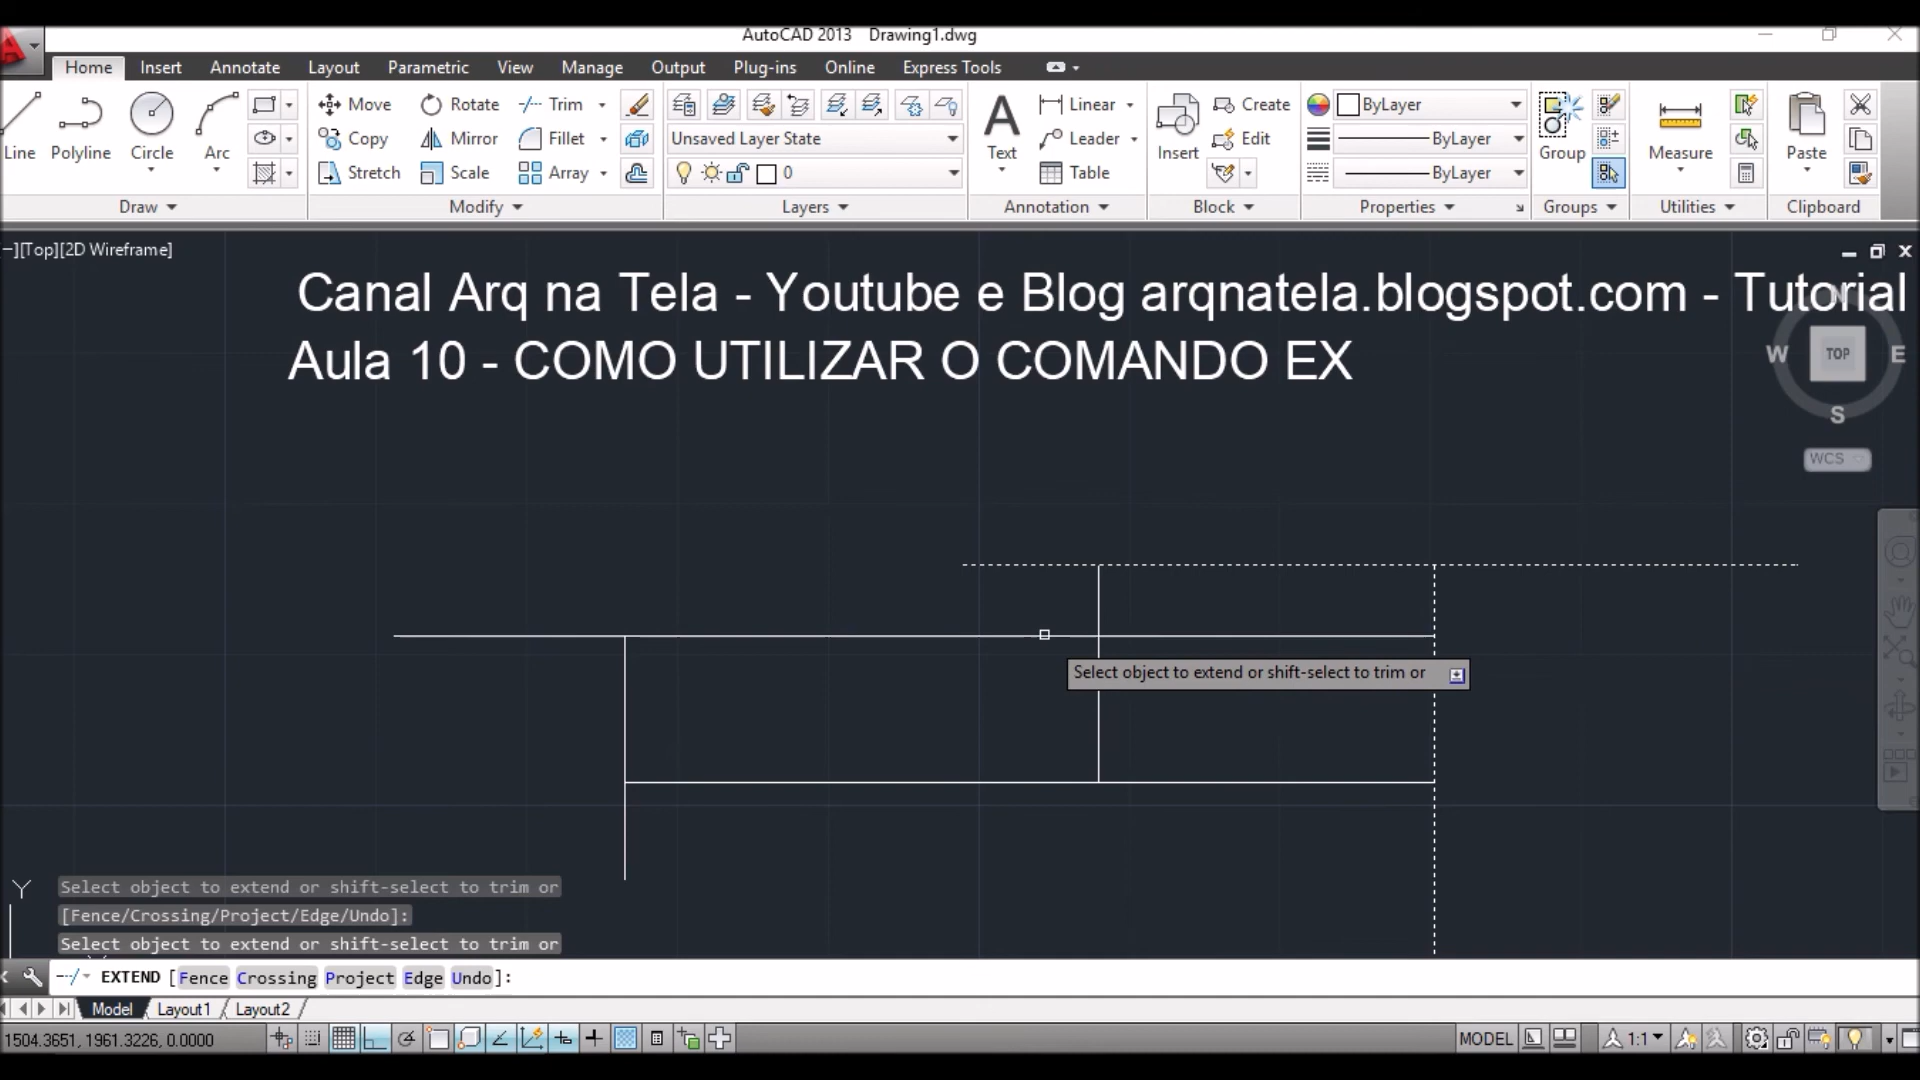 AutoCAD 2013 Drawing1.dwg
Home Insert Annotate Layout Parametric View Manage Output Plug-ins Online Express Tools
Line Polyline Circle Arc
Move Rotate Trim
Copy Mirror Fillet
Stretch Scale Array
Unsaved Layer State
0
Text
Linear
Leader
Table
Insert
Create
Edit
ByLayer
ByLayer
ByLayer
Group
Measure
Paste
Draw Modify Layers Annotation Block Properties Groups Utilities Clipboard
−][Top][2D Wireframe]
Canal Arq na Tela - Youtube e Blog arqnatela.blogspot.com - Tutorial
Aula 10 - COMO UTILIZAR O COMANDO EX
N
W TOP E
S
WCS
Select object to extend or shift-select to trim or
Y
Select object to extend or shift-select to trim or
[Fence/Crossing/Project/Edge/Undo]:
Select object to extend or shift-select to trim or
EXTEND [Fence Crossing Project Edge Undo]:
Model Layout1 Layout2
1504.3651, 1961.3226, 0.0000
MODEL
1:1